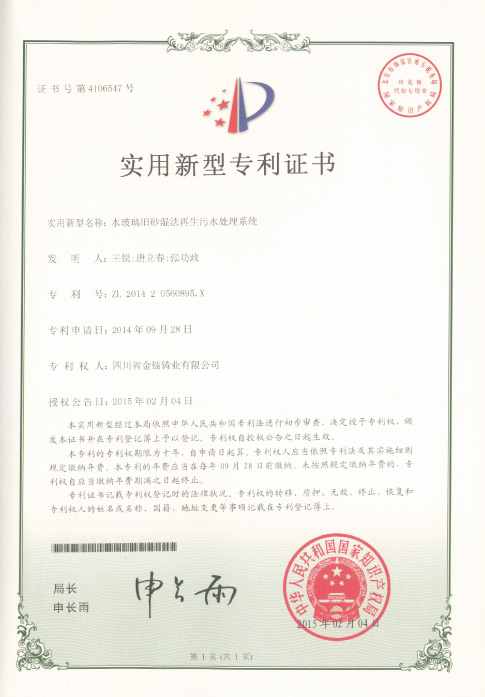 证书号第4106547号
实用新型专利证书
实用新型名称：水玻璃旧砂湿法再生污水处理系统
发明人：王锐;唐立春;张功政
专利号：ZL 2014 2 0560895.X
专利申请日：2014年09月28日
专利权人：四川省金铄铸业有限公司
授权公告日：2015年02月04日
本实用新型经过本局依照中华人民共和国专利法进行初步审查，决定授予专利权，颁
发本证书并在专利登记簿上予以登记。专利权自授权公告之日起生效。
本专利的专利权期限为十年，自申请日起算。专利权人应当依照专利法及其实施细则
规定缴纳年费。本专利的年费应当在每年09月28日前缴纳。未按照规定缴纳年费的，专
利权自应当缴纳年费期满之日起终止。
专利证书记载专利权登记时的法律状况。专利权的转移、质押、无效、终止、恢复和
专利权人的姓名或名称、国籍、地址变更等事项记载在专利登记簿上。
局长
申长雨
申长雨
中华人民共和国国家知识产权局
2015年02月04日
第1页（共1页）